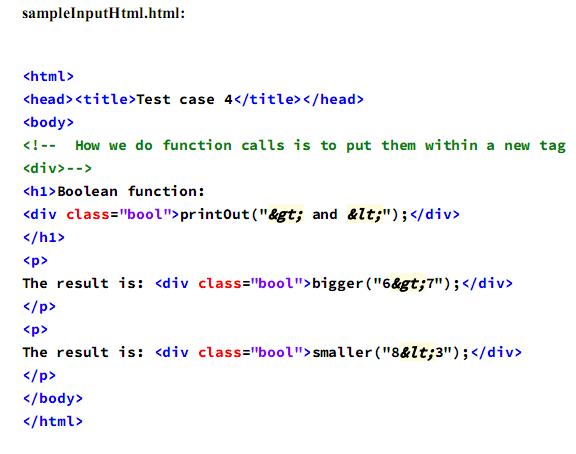 sampleInputHtml.html:
<html>
<head><title>Test case 4</title></head>
<body>
<!--  How we do function calls is to put them within a new tag
<div>-->
<h1>Boolean function:
<div class="bool">printOut("&gt; and &lt;");</div>
</h1>
<p>
The result is: <div class="bool">bigger("6&gt;7");</div>
</p>
<p>
The result is: <div class="bool">smaller("8&lt;3");</div>
</p>
</body>
</html>